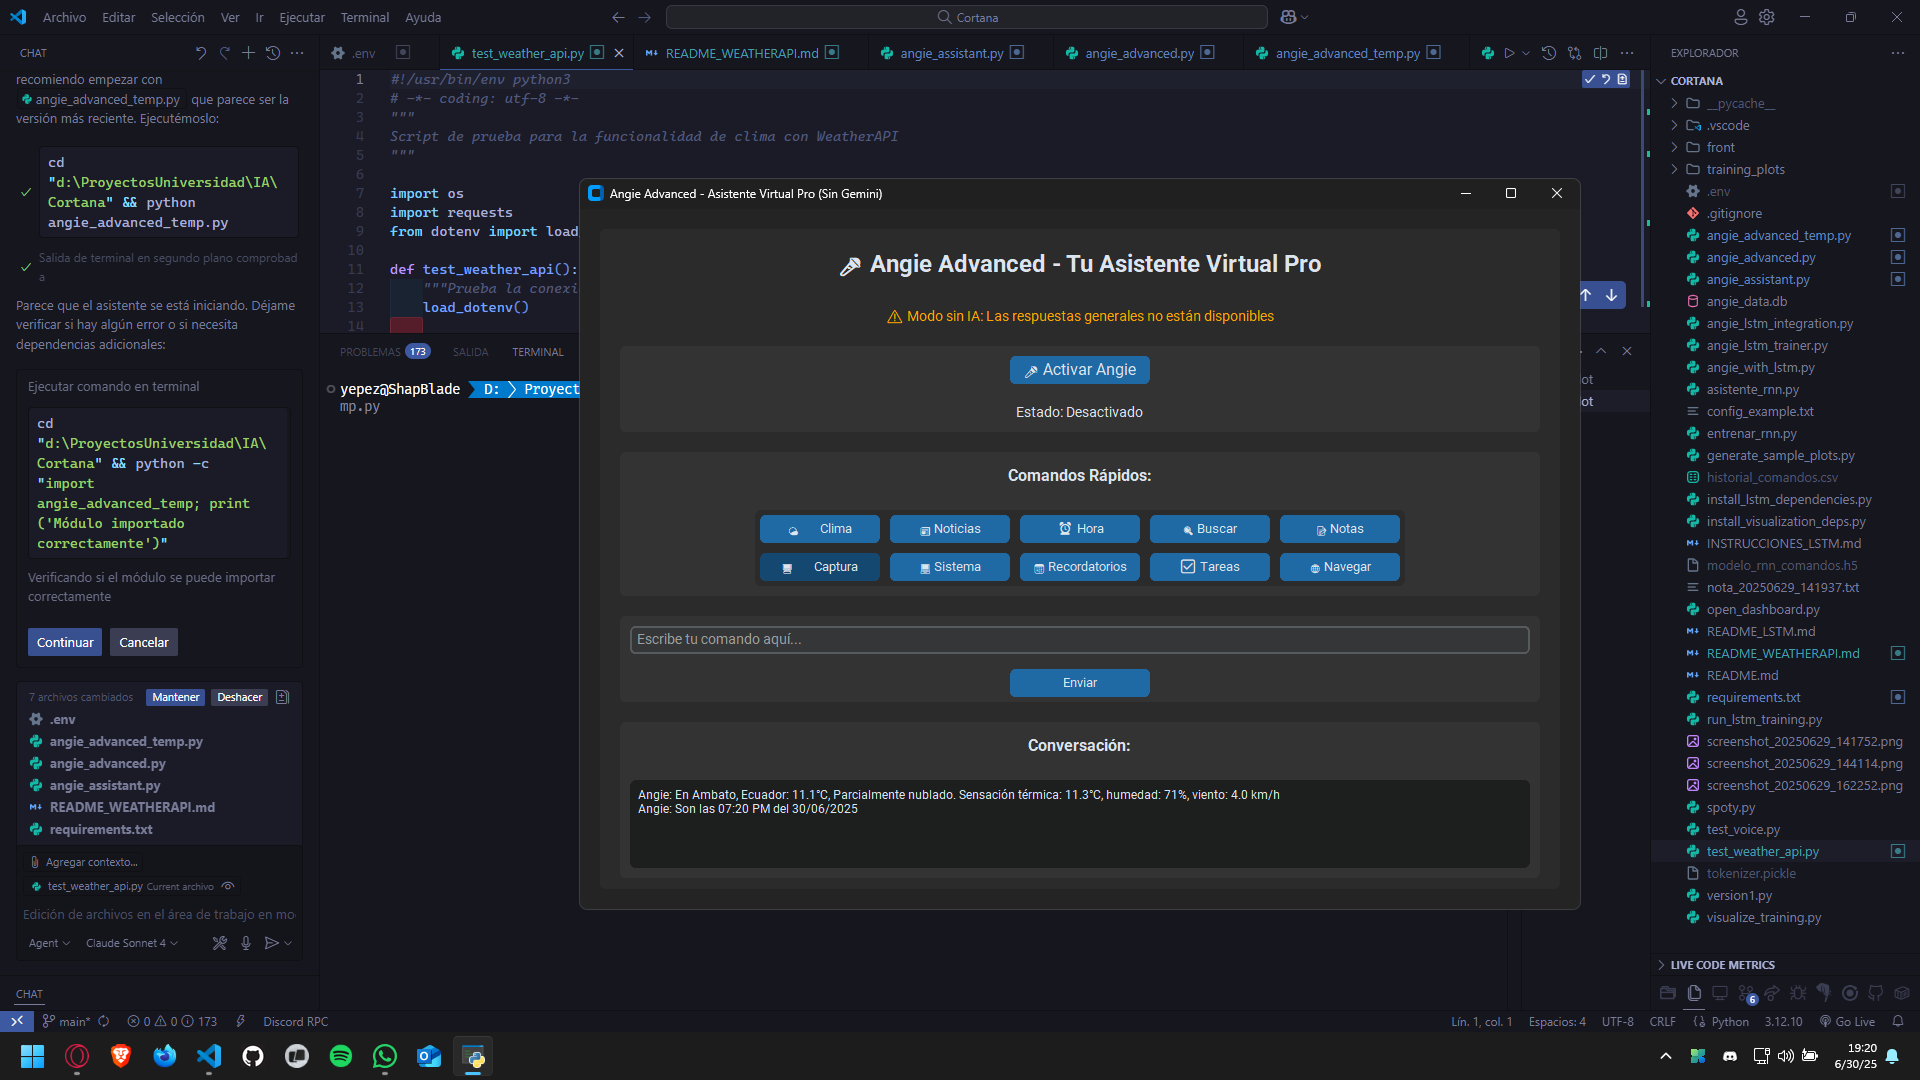 Archivo Editar Selección Ver Ir Ejecutar Terminal Ayuda
Cortana
CHAT
recomiendo empezar con
angie_advanced_temp.py que parece ser la
versión más reciente. Ejecutémoslo:
cd
"d:\ProyectosUniversidad\IA\
Cortana" && python
angie_advanced_temp.py
Salida de terminal en segundo plano comprobad
a
Parece que el asistente se está iniciando. Déjame
verificar si hay algún error o si necesita
dependencias adicionales:
Ejecutar comando en terminal
cd
"d:\ProyectosUniversidad\IA\
Cortana" && python -c
"import
angie_advanced_temp; print
('Módulo importado
correctamente')"
Verificando si el módulo se puede importar
correctamente
Continuar Cancelar
7 archivos cambiados Mantener Deshacer
.env
angie_advanced_temp.py
angie_advanced.py
angie_assistant.py
README_WEATHERAPI.md
requirements.txt
Agregar contexto...
test_weather_api.py Current archivo
Edición de archivos en el área de trabajo en mo
Agent Claude Sonnet 4
CHAT
.env test_weather_api.py README_WEATHERAPI.md angie_assistant.py angie_advanced.py angie_advanced_temp.py
1 #!/usr/bin/env python3
2 # -*- coding: utf-8 -*-
3 """
4 Script de prueba para la funcionalidad de clima con WeatherAPI
5 """
6
7 import os
8 import requests
9 from dotenv import load
10
11 def test_weather_api():
12 """Prueba la conexi
13 load_dotenv()
14
PROBLEMAS 173 SALIDA TERMINAL
yepez@ShapBlade D: Proyect
mp.py
ot
ot
Angie Advanced - Asistente Virtual Pro (Sin Gemini)
Angie Advanced - Tu Asistente Virtual Pro
Modo sin IA: Las respuestas generales no están disponibles
Activar Angie
Estado: Desactivado
Comandos Rápidos:
Clima Noticias Hora Buscar Notas
Captura Sistema Recordatorios Tareas Navegar
Escribe tu comando aquí...
Enviar
Conversación:
Angie: En Ambato, Ecuador: 11.1°C, Parcialmente nublado. Sensación térmica: 11.3°C, humedad: 71%, viento: 4.0 km/h
Angie: Son las 07:20 PM del 30/06/2025
EXPLORADOR
CORTANA
__pycache__
.vscode
front
training_plots
.env
.gitignore
angie_advanced_temp.py
angie_advanced.py
angie_assistant.py
angie_data.db
angie_lstm_integration.py
angie_lstm_trainer.py
angie_with_lstm.py
asistente_rnn.py
config_example.txt
entrenar_rnn.py
generate_sample_plots.py
historial_comandos.csv
install_lstm_dependencies.py
install_visualization_deps.py
INSTRUCCIONES_LSTM.md
modelo_rnn_comandos.h5
nota_20250629_141937.txt
open_dashboard.py
README_LSTM.md
README_WEATHERAPI.md
README.md
requirements.txt
run_lstm_training.py
screenshot_20250629_141752.png
screenshot_20250629_144114.png
screenshot_20250629_162252.png
spoty.py
test_voice.py
test_weather_api.py
tokenizer.pickle
version1.py
visualize_training.py
LIVE CODE METRICS
6
main* 0 0 173 Discord RPC
Lín. 1, col. 1 Espacios: 4 UTF-8 CRLF Python 3.12.10 Go Live
19:20
6/30/25